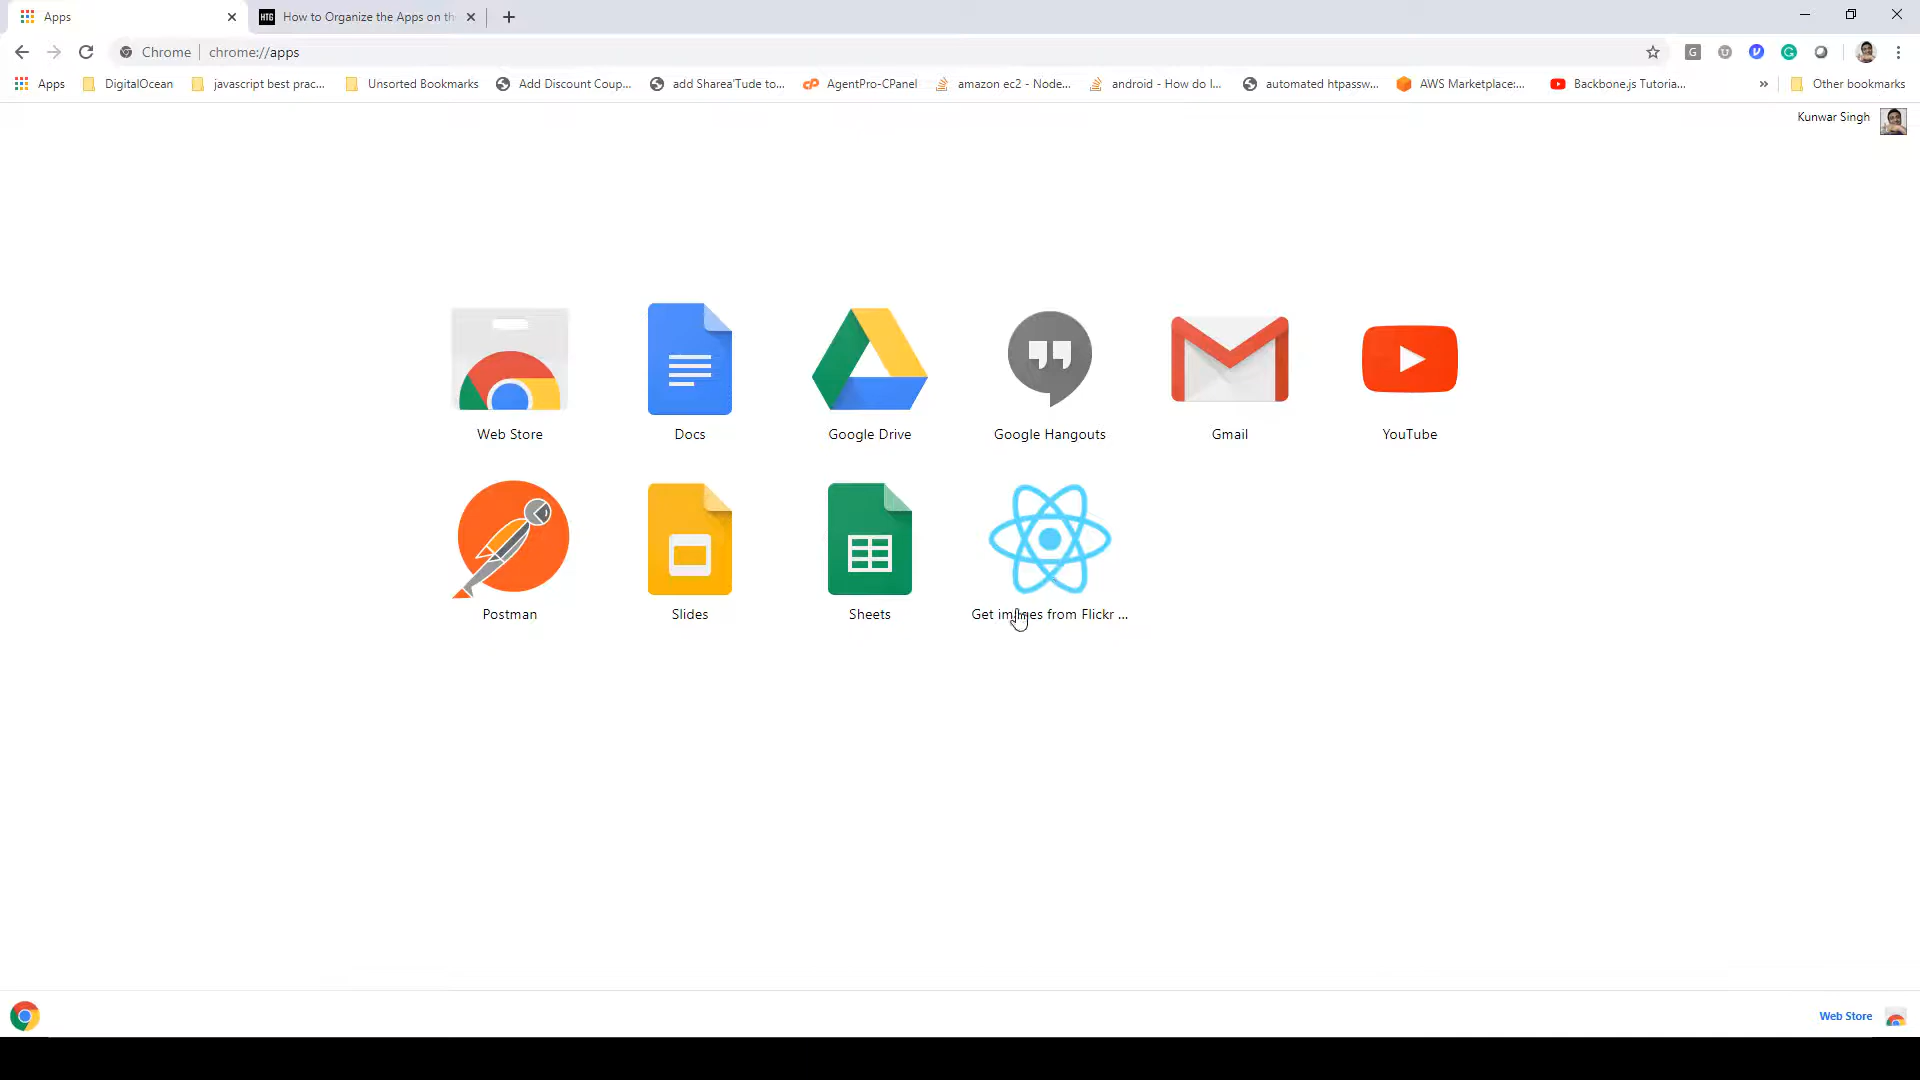 Apps
HTG How to Organize the Apps on th
Chrome chrome://apps
Apps DigitalOcean javascript best prac... Unsorted Bookmarks Add Discount Coup... add Sharea'Tude to... AgentPro-CPanel amazon ec2 - Node... android - How do I... automated htpassw... AWS Marketplace:... Backbone.js Tutoria... » Other bookmarks
Kunwar Singh
Web Store Docs Google Drive Google Hangouts Gmail YouTube
Postman Slides Sheets Get images from Flickr ...
Web Store